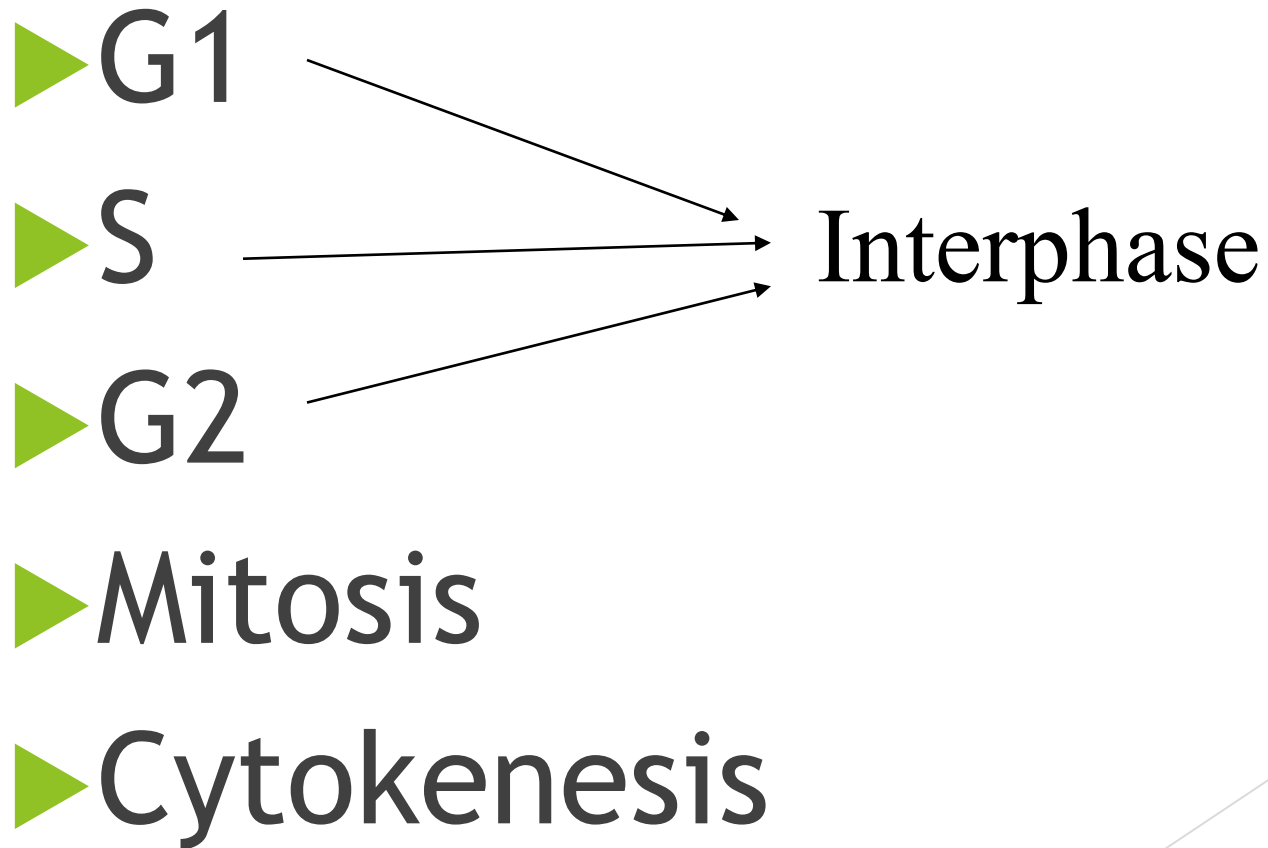 G1
S
Interphase
G2
Mitosis
Cytokenesis